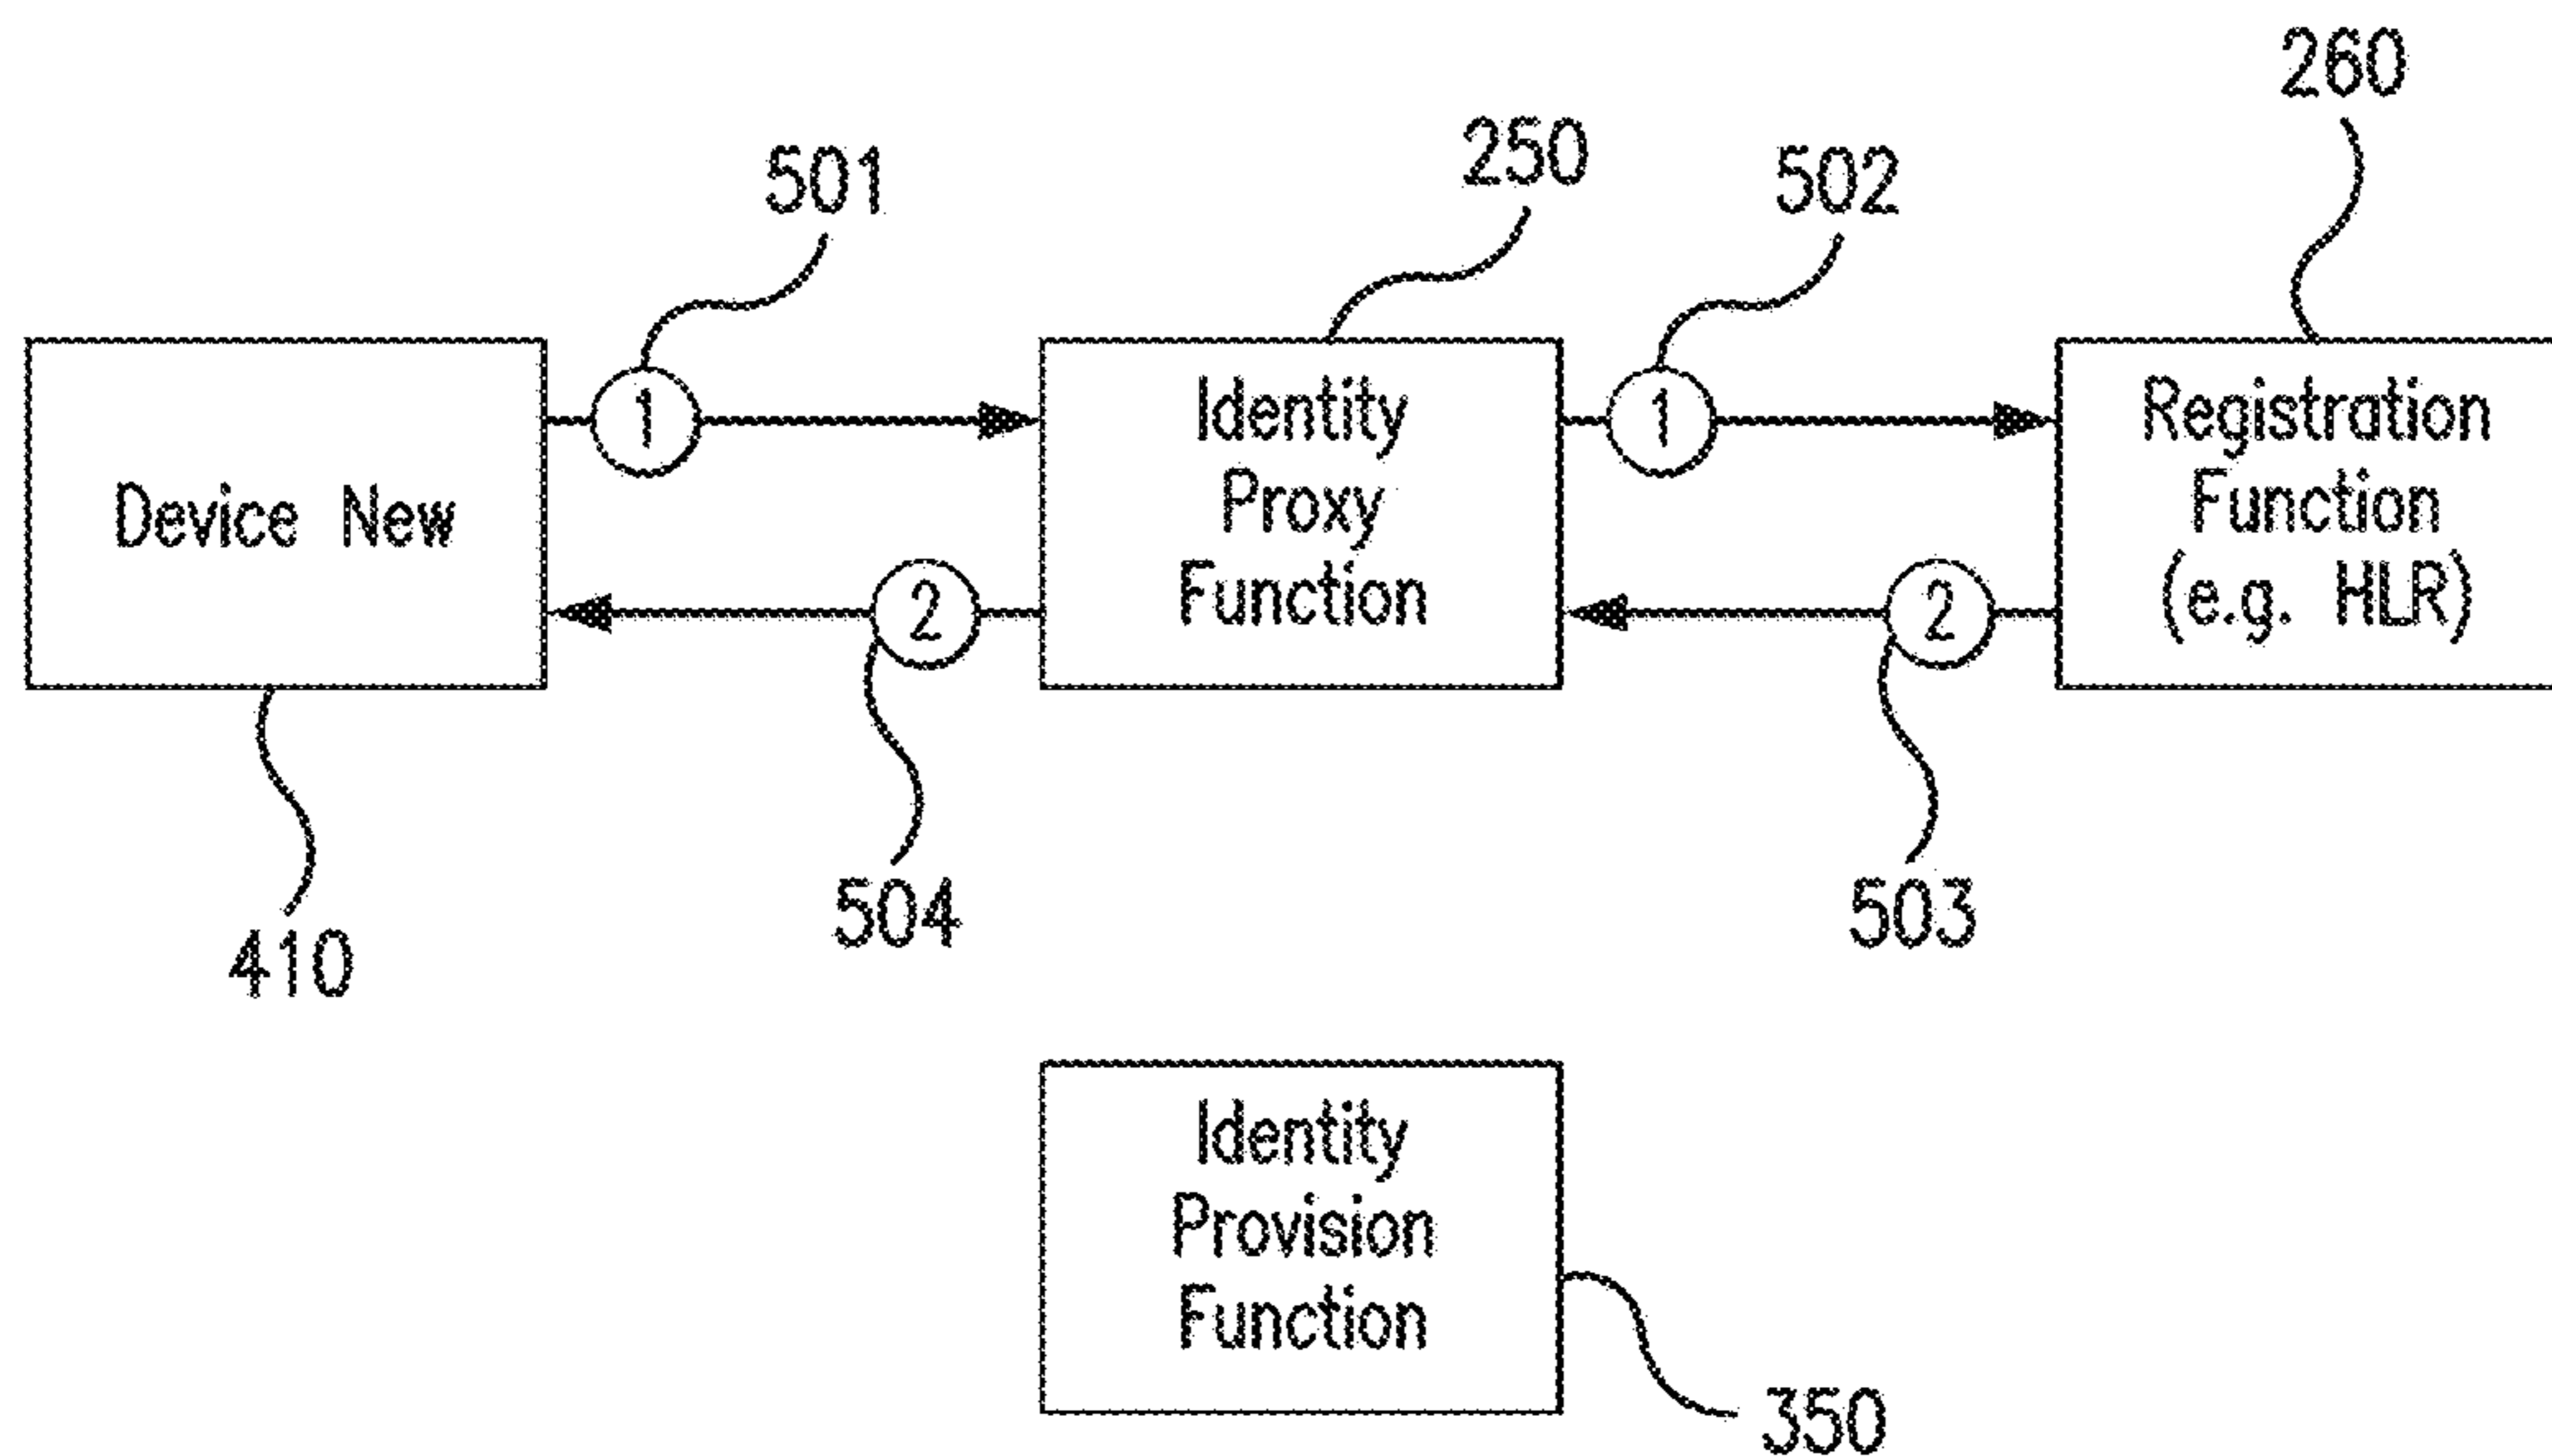 260
250
501
502
1
1
Identity
Proxy
Function
Registration
Function
(e.g. HLR)
Device New
2
2
504
503
410
Identity
Provision
Function
350